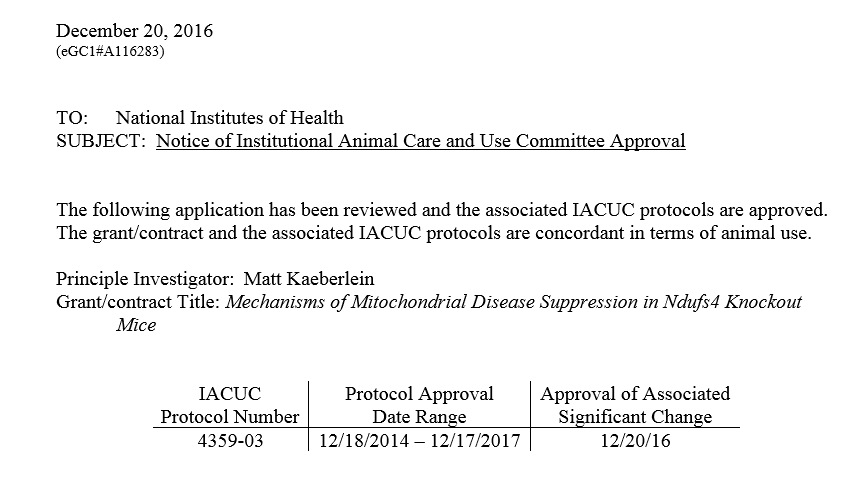 December 20, 2016
(eGC1#A116283)
TO: National Institutes of Health
SUBJECT: Notice of Institutional Animal Care and Use Committee Approval
The following application has been reviewed and the associated IACUC protocols are approved.
The grant/contract and the associated IACUC protocols are concordant in terms of animal use.
Principle Investigator: Matt Kaeberlein
Grant/contract Title: Mechanisms of Mitochondrial Disease Suppression in Ndufs4 Knockout
Mice
IACUC Protocol Approval Approval of Associated
Protocol Number Date Range Significant Change
4359-03 12/18/2014 – 12/17/2017 12/20/16